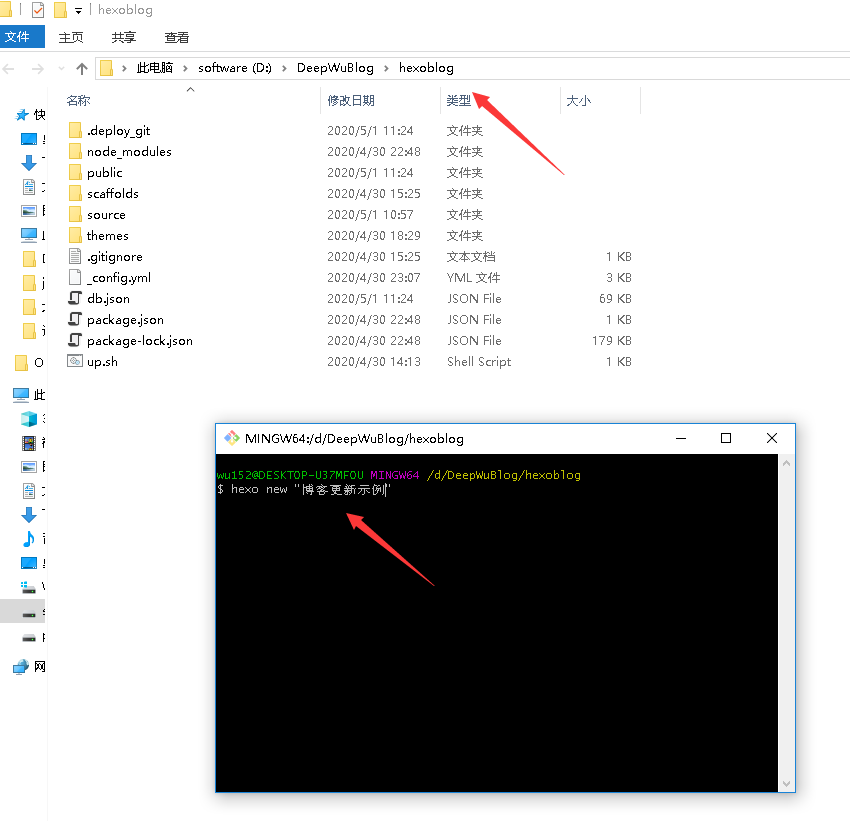 hexoblog
文件 主页 共享 查看
此电脑 software (D:) DeepWuBlog hexoblog
名称 修改日期 类型 大小
.deploy_git 2020/5/1 11:24 文件夹
node_modules 2020/4/30 22:48 文件夹
public 2020/5/1 11:24 文件夹
scaffolds 2020/4/30 15:25 文件夹
source 2020/5/1 10:57 文件夹
themes 2020/4/30 18:29 文件夹
.gitignore 2020/4/30 15:25 文本文档 1 KB
_config.yml 2020/4/30 23:07 YML 文件 3 KB
db.json 2020/5/1 11:24 JSON File 69 KB
package.json 2020/4/30 22:48 JSON File 1 KB
package-lock.json 2020/4/30 22:48 JSON File 179 KB
up.sh 2020/4/30 14:13 Shell Script 1 KB
快
此
网
MINGW64:/d/DeepWuBlog/hexoblog
wu152@DESKTOP-U37MFOU MINGW64 /d/DeepWuBlog/hexoblog
$ hexo new "博客更新示例"